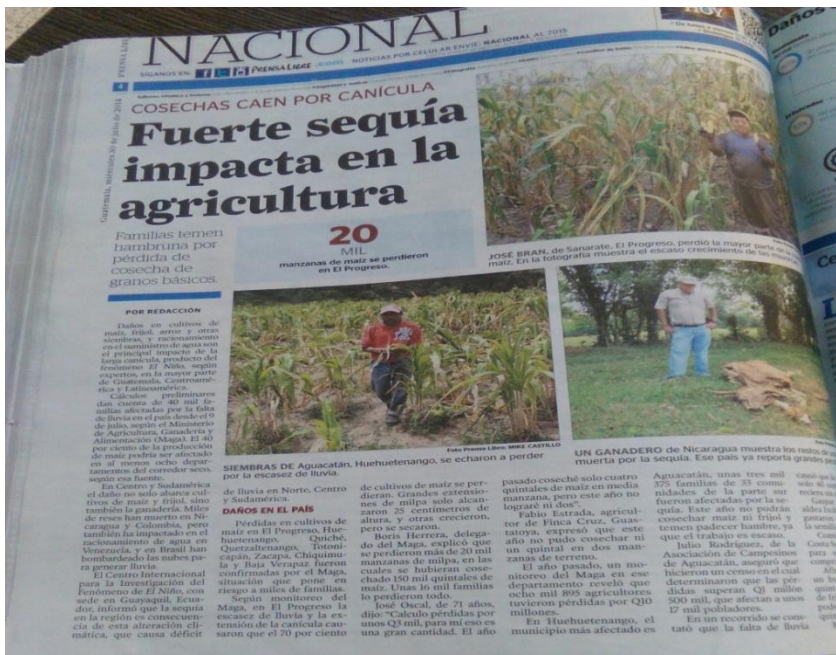 NACIONAL
SÍGANOS EN:
PRENSA LIBRE
NOTICIAS POR CELULAR ENVÍE: NACIONAL AL 7015
PRENSA LIBRE
4
Guatemala, miércoles 30 de julio de 2014
COSECHAS CAEN POR CANÍCULA
Fuerte sequía
impacta en la
agricultura
Familias temen
hambruna por
pérdida de
cosecha de
granos básicos.
20
MIL
manzanas de maíz se perdieron
en El Progreso.
JOSÉ BRAN, de Sanarate, El Progreso, perdió la mayor parte de la
maíz. En la fotografía muestra el escaso crecimiento de las
POR REDACCIÓN
Daños en cultivos de
maíz, frijol, arroz y otras
siembras, y racionamiento
en el suministro de agua son
el principal impacto de la
larga canícula, producto del
fenómeno El Niño, según
expertos, en la mayor parte
de Guatemala, Centroamé-
rica y Latinoamérica.
Cálculos preliminares
dan cuenta de 40 mil fa-
milias afectadas por la falta
de lluvia en el país desde el 9
de julio, según el Ministerio
de Agricultura, Ganadería y
Alimentación (Maga). El 40
por ciento de la producción
de maíz podría ser afectado
en al menos ocho depar-
tamentos del corredor seco,
según esa fuente.
En Centro y Sudamérica
el daño no solo abarca cul-
tivos de maíz y frijol, sino
también la ganadería. Miles
de reses han muerto en Ni-
caragua y Colombia, pero
también ha impactado en el
racionamiento de agua en
Venezuela, y en Brasil han
bombardeado las nubes pa-
ra generar lluvia.
El Centro Internacional
para la Investigación del
Fenómeno de El Niño, con
sede en Guayaquil, Ecua-
dor, informó que la sequía
en la región es consecuen-
cia de esta alteración cli-
mática, que causa déficit
Foto Prensa Libre: MIKE CASTILLO
SIEMBRAS DE Aguacatán, Huehuetenango, se echaron a perder
por la escasez de lluvia.
UN GANADERO de Nicaragua muestra los restos de
muerta por la sequía. Ese país ya reporta grandes
de lluvia en Norte, Centro
y Sudamérica.
DAÑOS EN EL PAÍS
Pérdidas en cultivos de
maíz en El Progreso, Hue-
huetenango, Quiché,
Quetzaltenango, Totoni-
capán, Zacapa, Chiquimu-
la y Baja Verapaz fueron
confirmadas por el Maga,
situación que pone en
riesgo a miles de familias.
Según monitoreo del
Maga, en El Progreso la
escasez de lluvia y la ex-
tensión de la canícula cau-
saron que el 70 por ciento
de cultivos de maíz se per-
dieran. Grandes extensio-
nes de milpa solo alcan-
zaron 25 centímetros de
altura, y otras crecieron,
pero se secaron.
Boris Herrera, delega-
do del Maga, explicó que
se perdieron más de 20 mil
manzanas de milpa, en las
cuales se hubieran cose-
chado 150 mil quintales de
maíz. Unas 16 mil familias
lo perdieron todo.
José Oscal, de 71 años,
dijo: "Calculo pérdidas por
unos Q3 mil, para mí eso es
una gran cantidad. El año
pasado coseché solo cuatro
quintales de maíz en media
manzana, pero este año no
lograré ni dos".
Fabio Estrada, agricul-
tor de Finca Cruz, Guas-
tatoya, expresó que este
año no pudo cosechar ni
un quintal en dos man-
zanas de terreno.
El año pasado, un mo-
nitoreo del Maga en ese
departamento reveló que
ocho mil 895 agricultores
tuvieron pérdidas por Q10
millones.
En Huehuetenango, el
municipio más afectado es
Aguacatán, unas tres mil
375 familias de 33 comu-
nidades de la parte sur
fueron afectadas por la se-
quía. Este año no podrán
cosechar maíz ni frijol y
temen padecer hambre, ya
que el trabajo es escaso.
Julio Rodríguez, de la
Asociación de Campesinos
de Aguacatán, aseguró que
hicieron un censo en el cual
determinaron que las pér-
didas superan Q1 millón
500 mil, que afectan a unos
17 mil pobladores.
En un recorrido se cons-
tató que la falta de lluvia